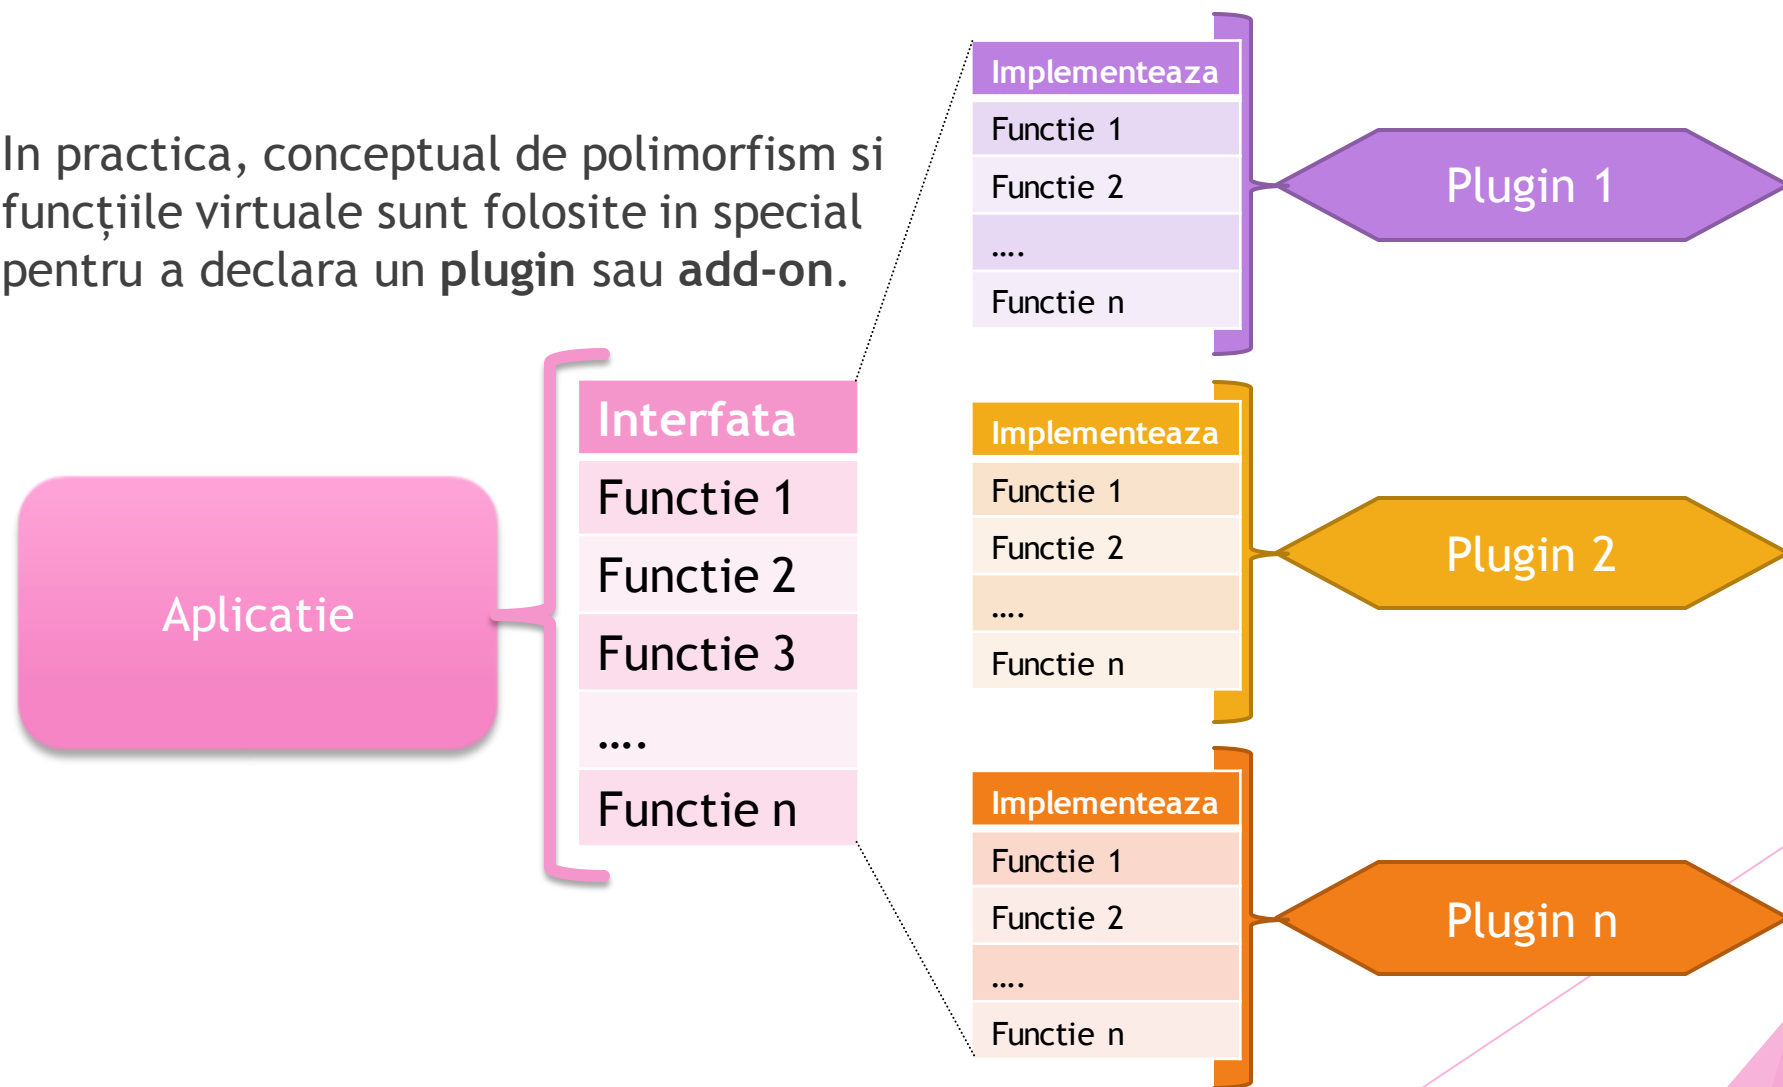 In practica, conceptual de polimorfism si
funcțiile virtuale sunt folosite in special
pentru a declara un plugin sau add-on.
Aplicatie
Interfata
Functie 1
Functie 2
Functie 3
....
Functie n
Implementeaza
Functie 1
Functie 2
....
Functie n
Plugin 1
Implementeaza
Functie 1
Functie 2
....
Functie n
Plugin 2
Implementeaza
Functie 1
Functie 2
....
Functie n
Plugin n